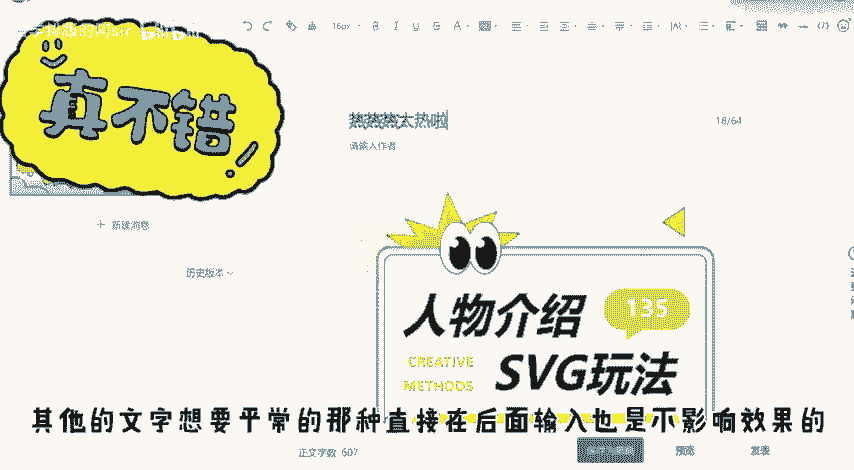 16px
真不错!
热热热太热啦
18/64
请输入作者
+ 新建消息
历史版本
人物介绍
135
CREATIVE
METHODS
SVG玩法
其他的文字想要平常的那种直接在后面输入也是不影响效果的
正文字数 607
预览
发表